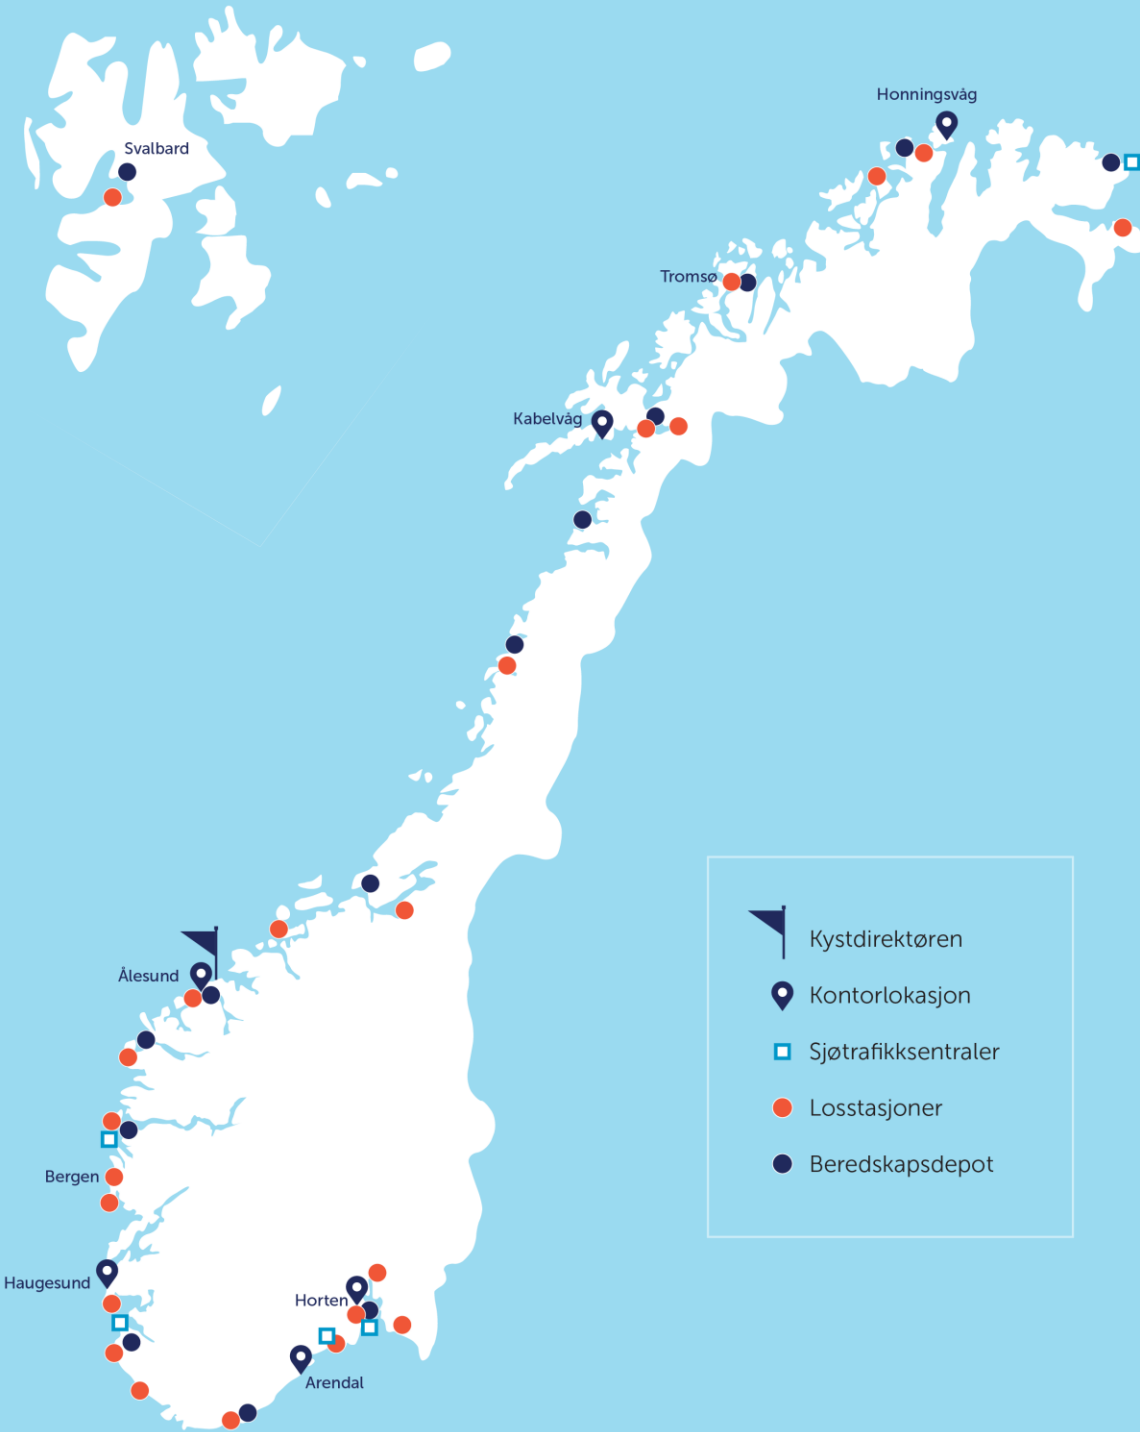 Honningsvåg
Svalbard
Tromsø
Kabelvåg
Ålesund
Bergen
Haugesund
Horten
Arendal
Kystdirektøren
Kontorlokasjon
Sjøtrafikksentraler
Losstasjoner
Beredskapsdepot